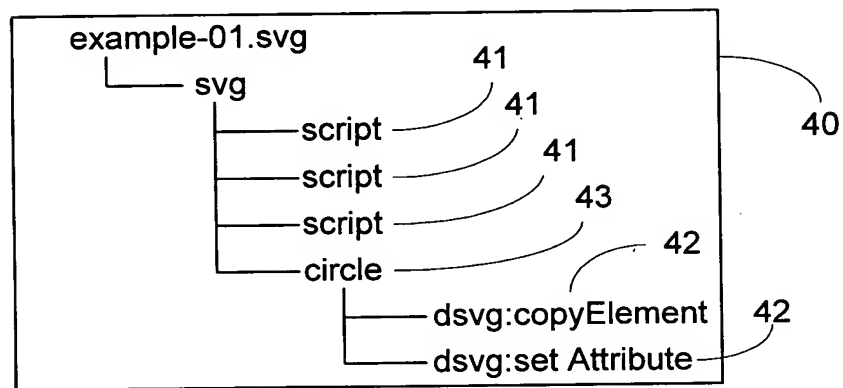 example-01.svg
svg
41
script
41
40
script
41
script
43
circle
42
dsvg:copyElement
42
dsvg:set Attribute